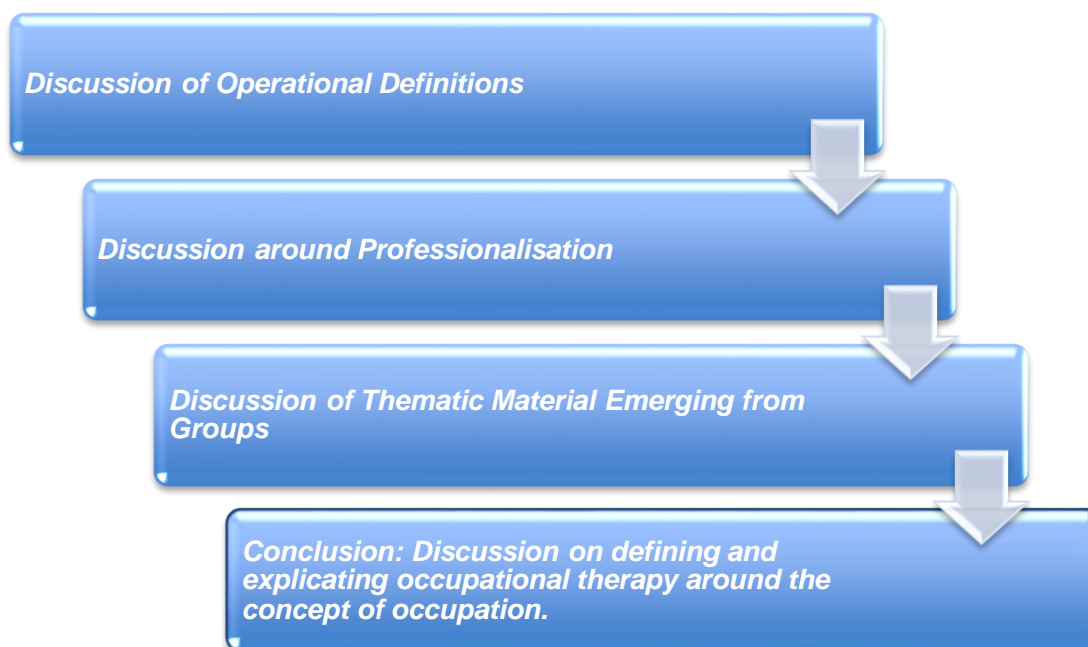 Discussion of Operational Definitions
Discussion around Professionalisation
Discussion of Thematic Material Emerging from
Groups
Conclusion: Discussion on defining and
explicating occupational therapy around the
concept of occupation.